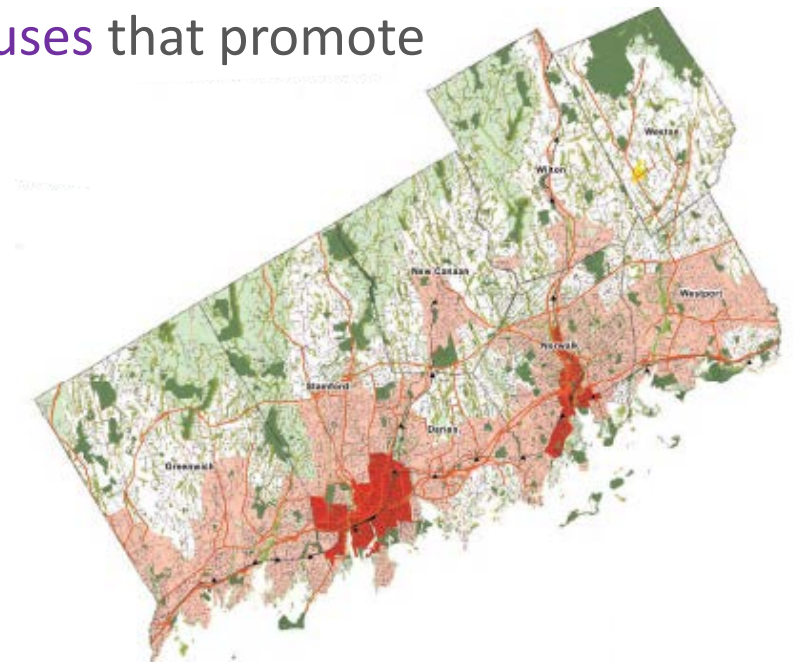 uses that promote
Weston
Wilton
New Canaan
Westport
Norwalk
Stamford
Darien
Greenwich